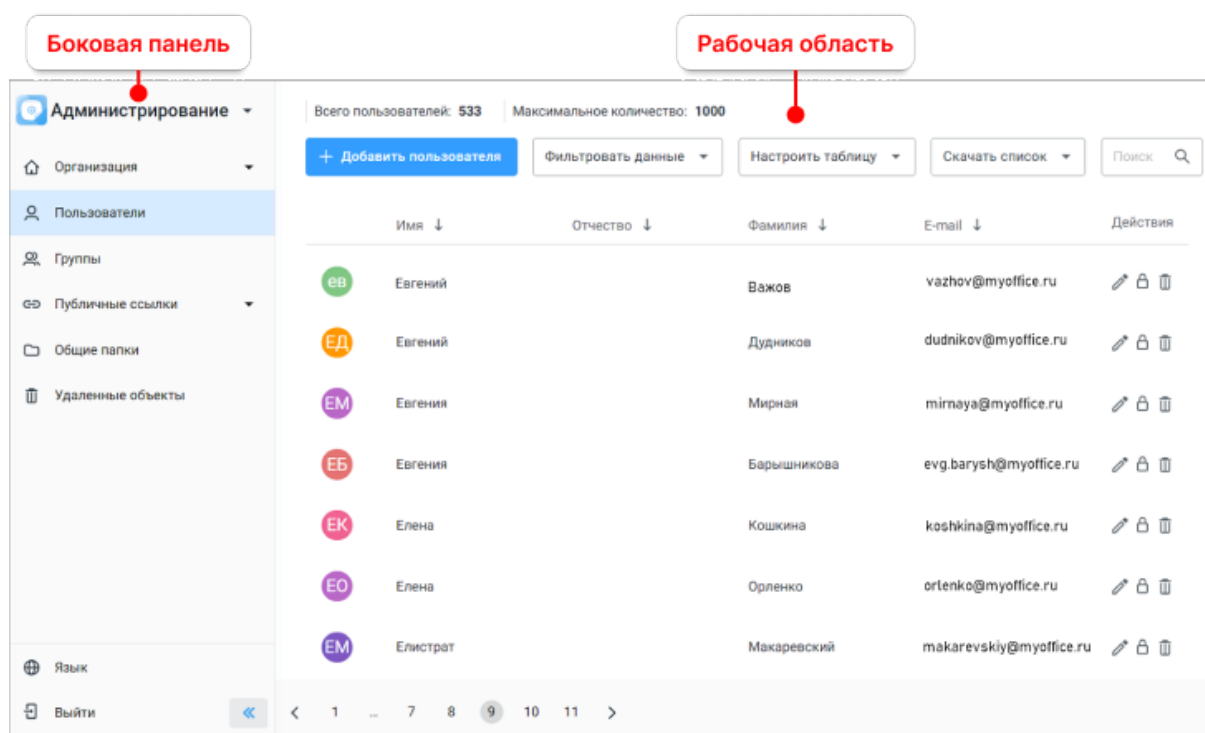 Боковая панель
Рабочая область
Администрирование
Всего пользователей: 533 Максимальное количество: 1000
+ Добавить пользователя Фильтровать данные Настроить таблицу Скачать список Поиск
Организация
Пользователи
Группы
Публичные ссылки
Общие папки
Удаленные объекты
Имя ↓ Отчество ↓ Фамилия ↓ E-mail ↓ Действия
ев Евгений Важов vazhov@myoffice.ru
ЕД Евгений Дудников dudnikov@myoffice.ru
ЕМ Евгения Мирная mirnaya@myoffice.ru
ЕБ Евгения Барышникова evg.barysh@myoffice.ru
ЕК Елена Кошкина koshkina@myoffice.ru
ЕО Елена Орленко orlenko@myoffice.ru
ЕМ Елистрат Макаревский makarevskiy@myoffice.ru
Язык
Выйти
1 ... 7 8 9 10 11